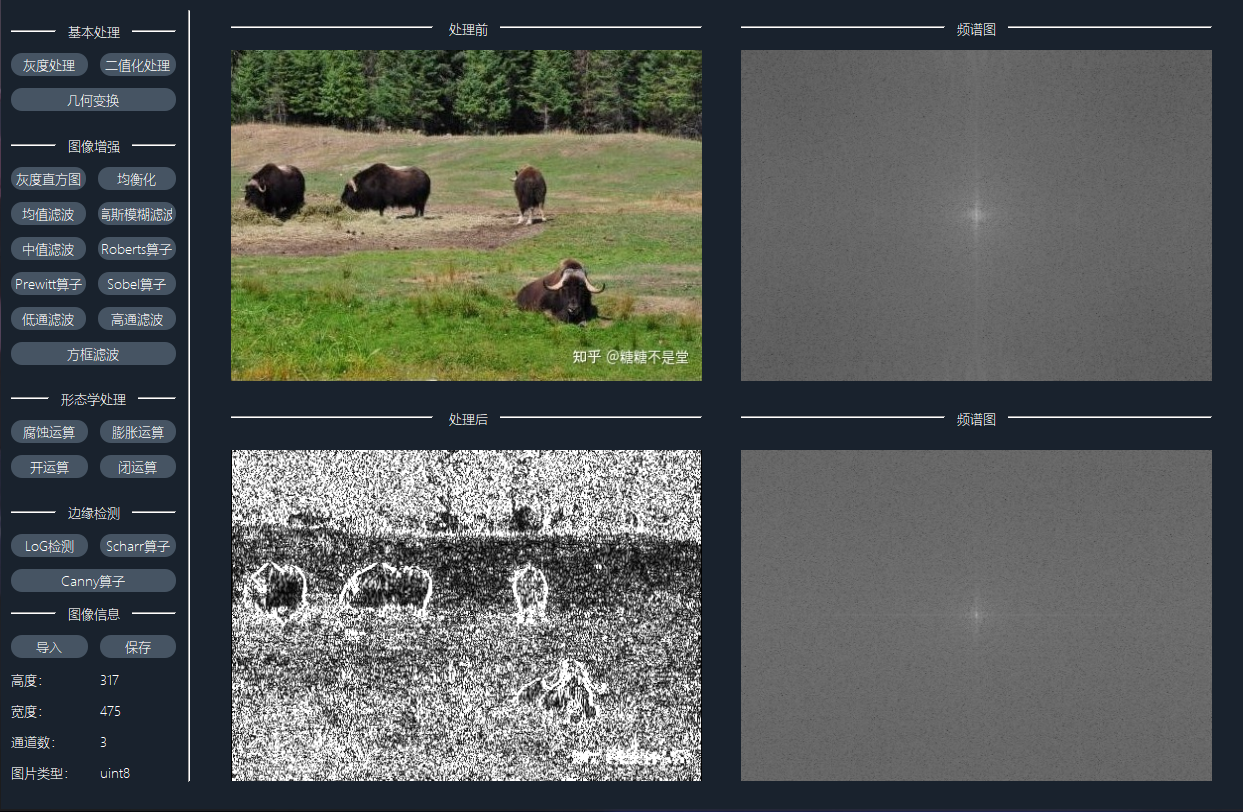 基本处理
灰度处理 二值化处理
几何变换
图像增强
灰度直方图 均衡化
均值滤波 高斯模糊滤波
中值滤波 Roberts算子
Prewitt算子 Sobel算子
低通滤波 高通滤波
方框滤波
形态学处理
腐蚀运算 膨胀运算
开运算 闭运算
边缘检测
LoG检测 Scharr算子
Canny算子
图像信息
导入 保存
高度: 317
宽度: 475
通道数: 3
图片类型: uint8
处理前
知乎 @糖糖不是堂
频谱图
处理后
频谱图